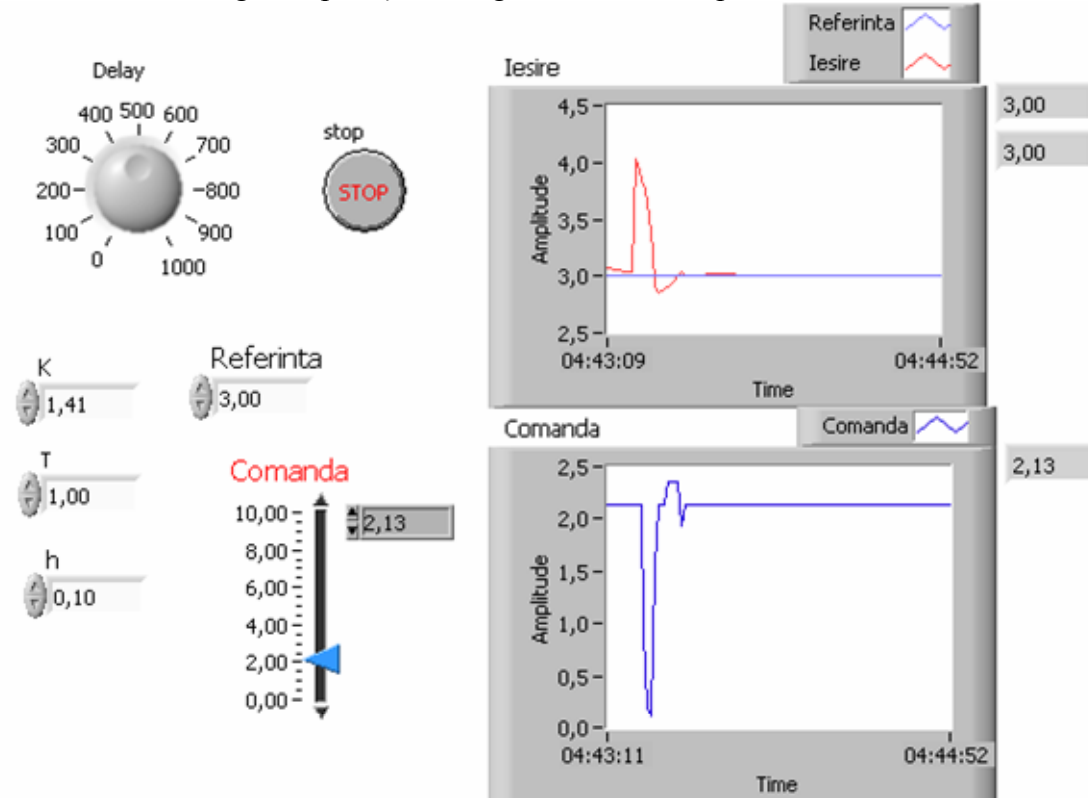 Delay
400 500 600
300 700
200 800
100 900
0 1000
stop
STOP
K
1,41
Referinta
3,00
T
1,00
h
0,10
Comanda
10,00
8,00
6,00
4,00
2,00
0,00
2,13
Referinta
Iesire
Iesire
4,5
4,0
3,5
3,0
2,5
Amplitude
04:43:09 04:44:52
Time
3,00
3,00
Comanda
Comanda
2,5
2,0
1,5
1,0
0,5
0,0
Amplitude
04:43:11 04:44:52
Time
2,13